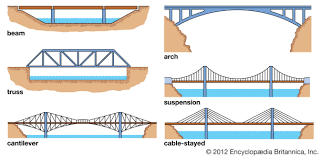 beam
arch
truss
suspension
cantilever
cable-stayed
© 2012 Encyclopædia Britannica, Inc.